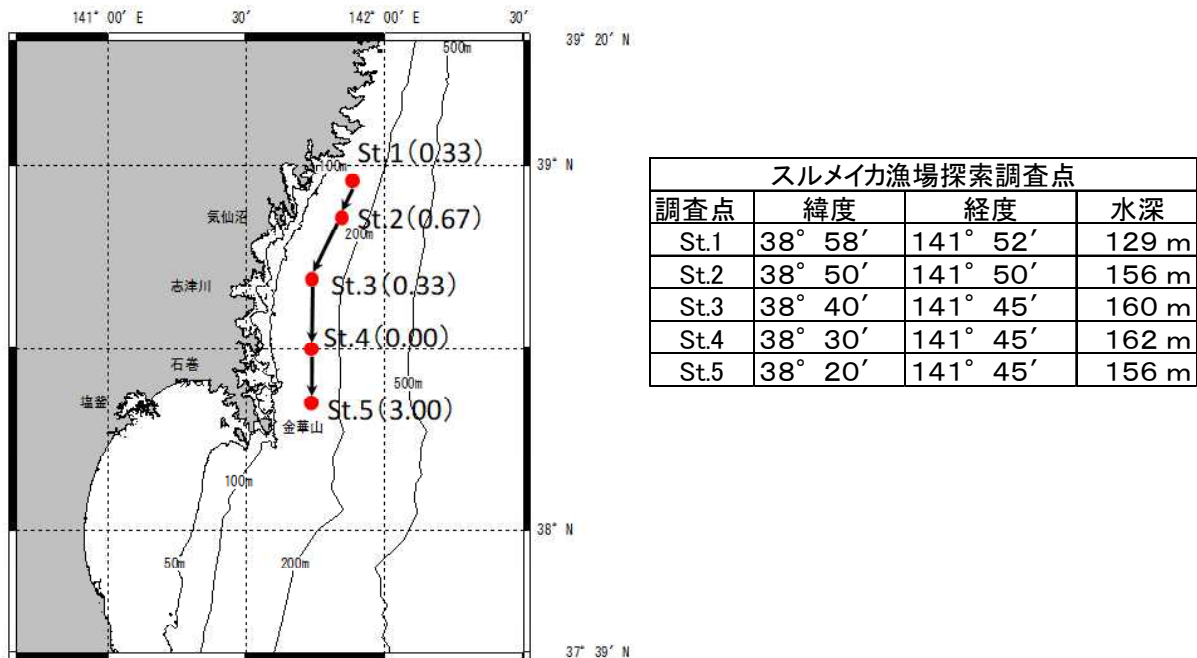 141° 00′ E 30′ 142° 00′ E 30′
39° 20′ N
500m
St.1(0.33)
100m
39° N
気仙沼
St.2(0.67)
200m
志津川
St.3(0.33)
St.4(0.00)
石巻
500m
塩釜
St.5(3.00)
金華山
100m
38° N
50m
200m
37° 39′ N
スルメイカ漁場探索調査点
調査点 緯度 経度 水深
St.1 38° 58′ 141° 52′ 129 m
St.2 38° 50′ 141° 50′ 156 m
St.3 38° 40′ 141° 45′ 160 m
St.4 38° 30′ 141° 45′ 162 m
St.5 38° 20′ 141° 45′ 156 m